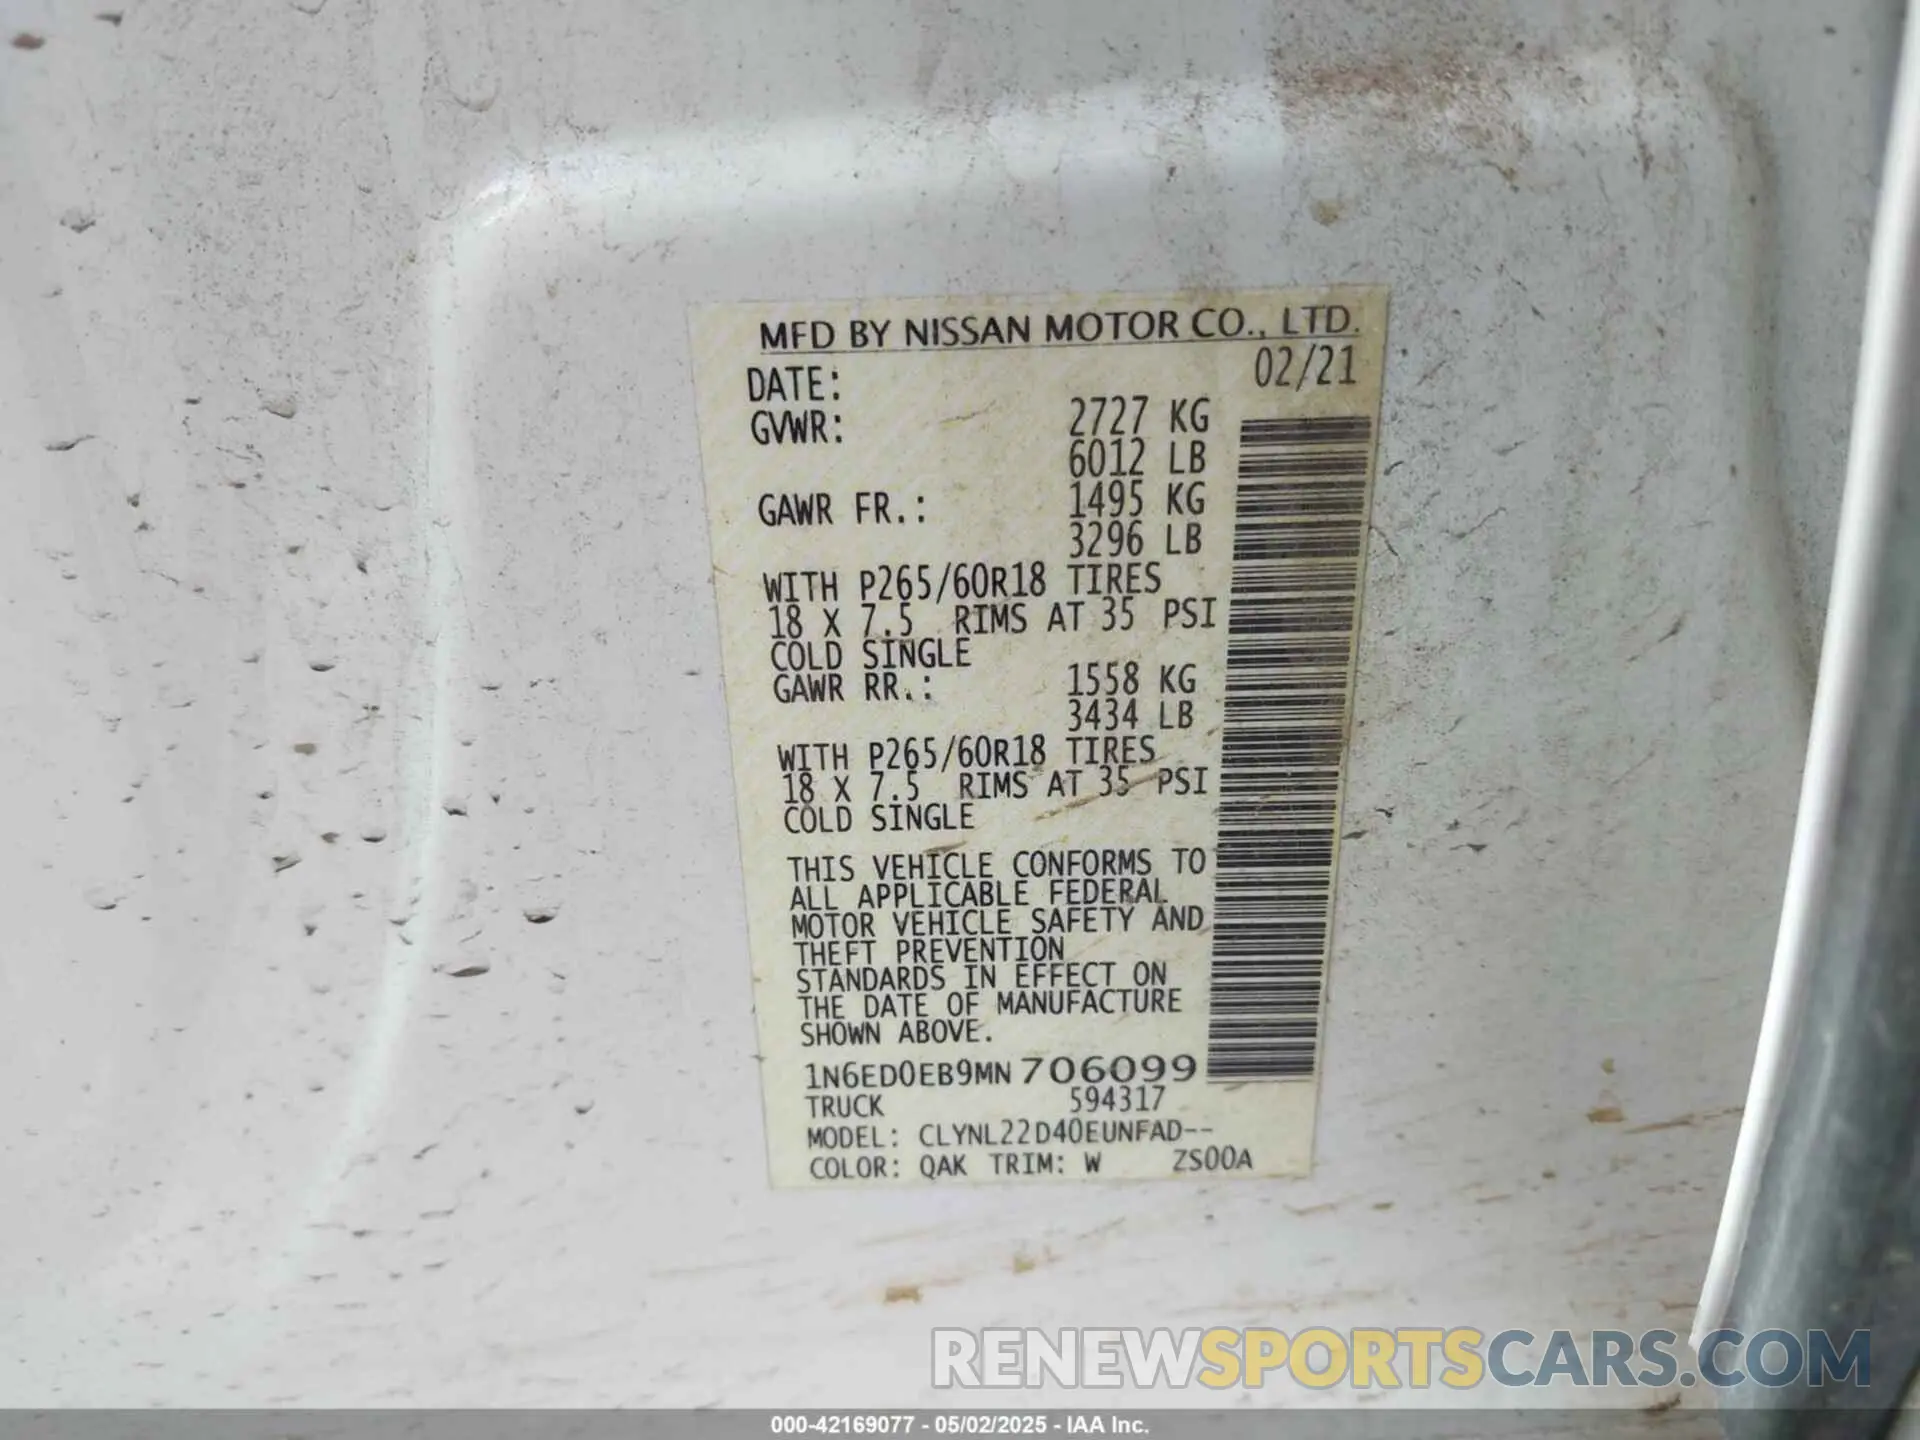 MFD BY NISSAN MOTOR CO., LTD.
DATE: 02/21
GVWR: 2727 KG
6012 LB
GAWR FR.: 1495 KG
3296 LB
WITH P265/60R18 TIRES
18 X 7.5 RIMS AT 35 PSI
COLD SINGLE
GAWR RR.: 1558 KG
3434 LB
WITH P265/60R18 TIRES
18 X 7.5 RIMS AT 35 PSI
COLD SINGLE
THIS VEHICLE CONFORMS TO
ALL APPLICABLE FEDERAL
MOTOR VEHICLE SAFETY AND
THEFT PREVENTION
STANDARDS IN EFFECT ON
THE DATE OF MANUFACTURE
SHOWN ABOVE.
1N6ED0EB9MN706099
TRUCK 594317
MODEL: CLYNL22D40EUNFAD--
COLOR: QAK TRIM: W ZS00A
RENEWSPORTSCARS.COM
000-42169077 - 05/02/2025 - IAA Inc.